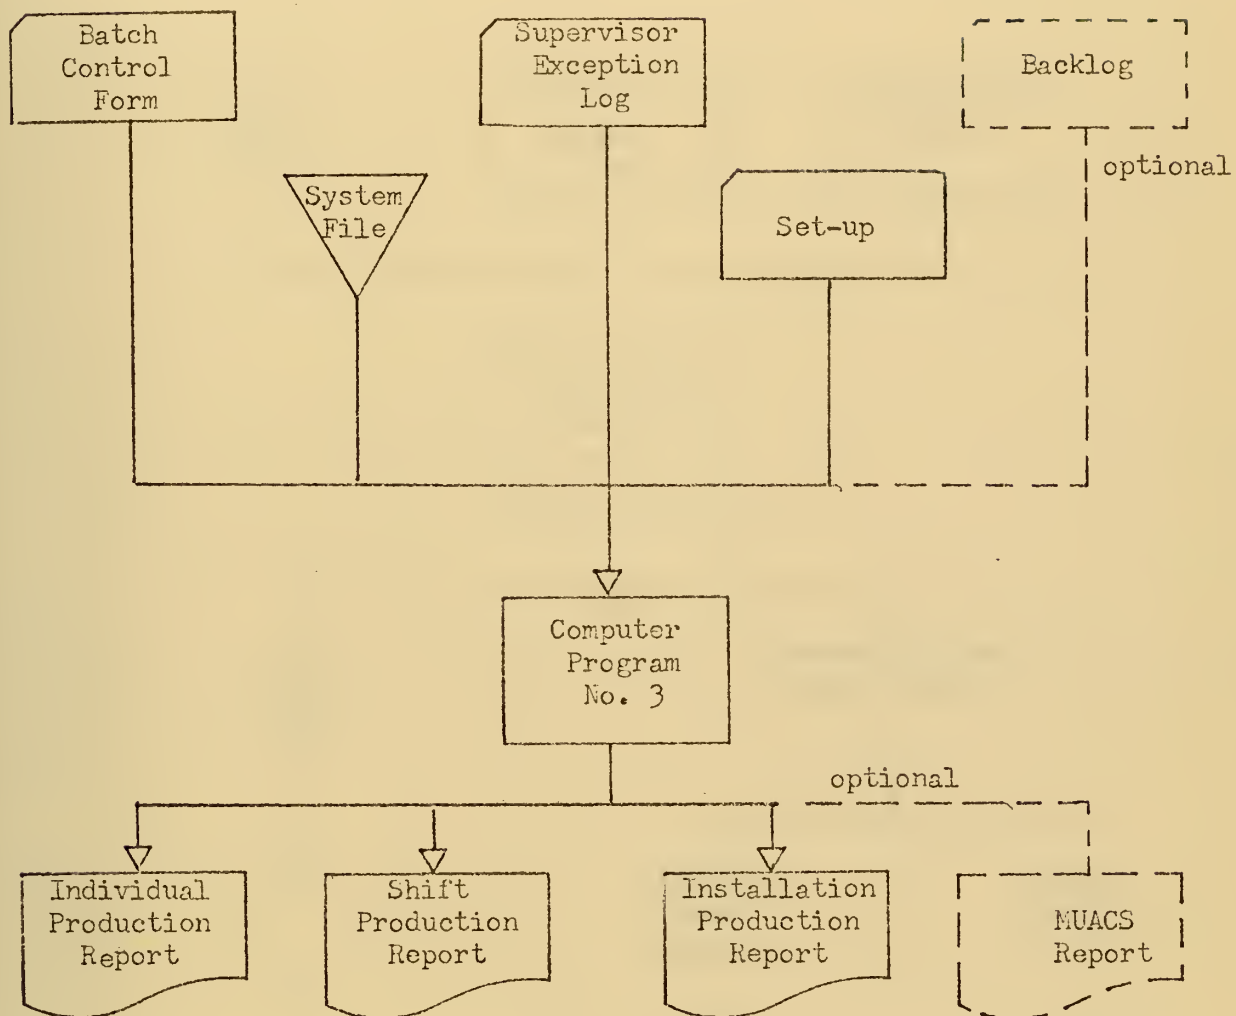 Batch
Control
Form
Supervisor
Exception
Log
Backlog
optional
System
File
Set-up
Computer
Program
No. 3
optional
Individual
Production
Report
Shift
Production
Report
Installation
Production
Report
MUACS
Report